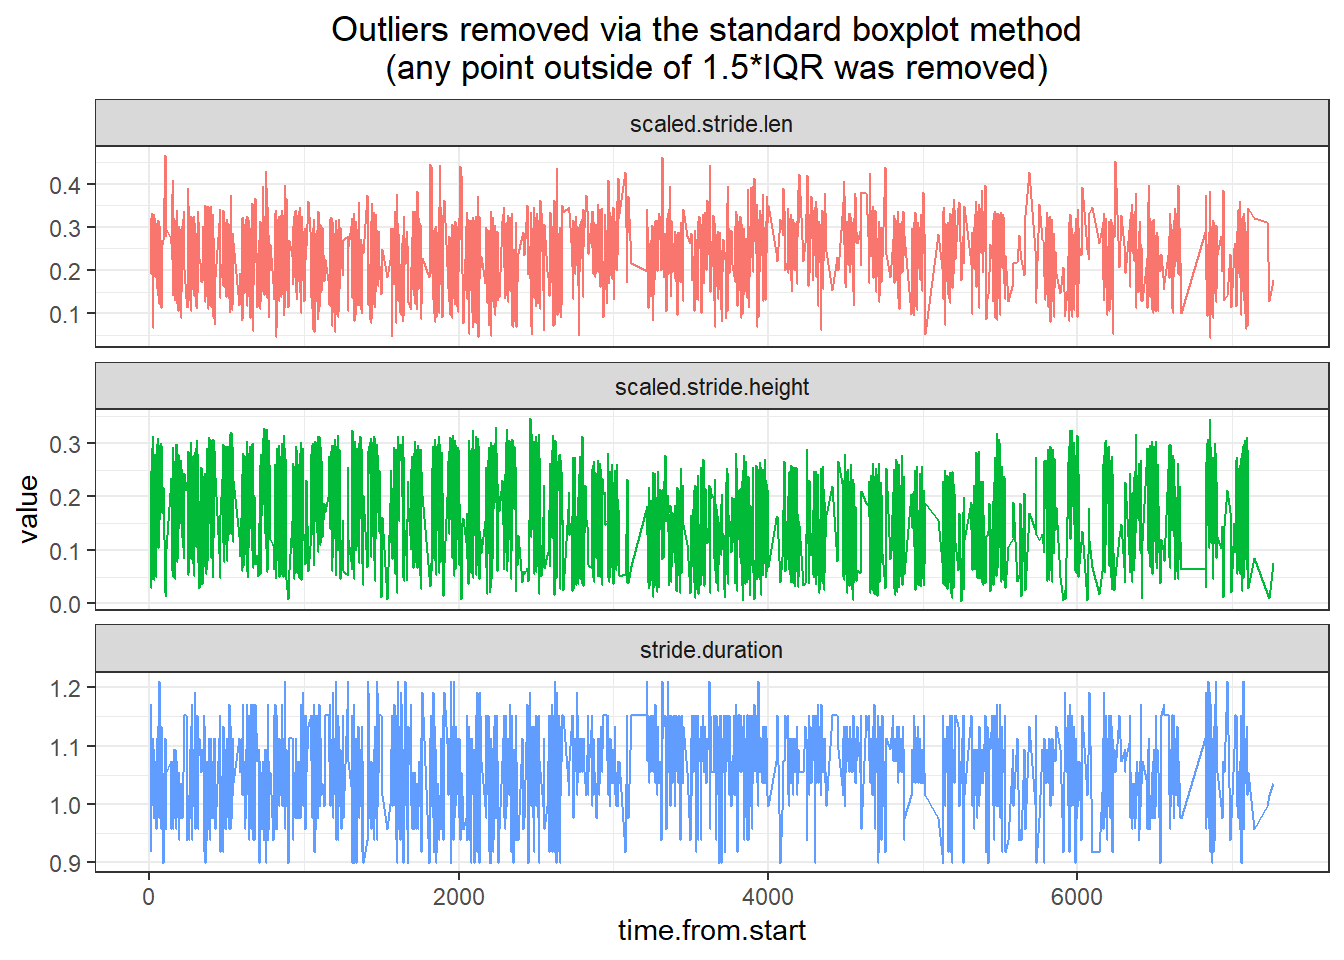 Outliers removed via the standard boxplot method
(any point outside of 1.5*IQR was removed)
scaled.stride.len
0.4
0.3
0.2
0.1
scaled.stride.height
0.3
0.2
0.1
0.0
value
stride.duration
1.2
1.1
1.0
0.9
0 2000 4000 6000
time.from.start